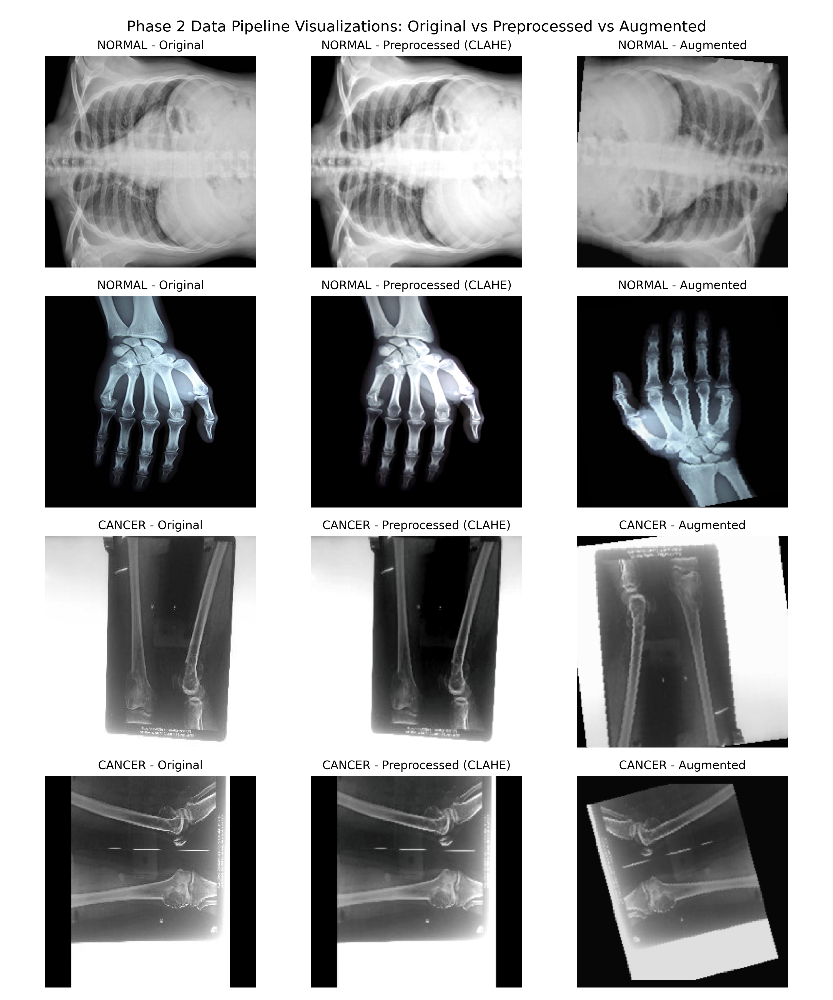 Phase 2 Data Pipeline Visualizations: Original vs Preprocessed vs Augmented
NORMAL - Original
NORMAL - Preprocessed (CLAHE)
NORMAL - Augmented
NORMAL - Original
NORMAL - Preprocessed (CLAHE)
NORMAL - Augmented
CANCER - Original
CANCER - Preprocessed (CLAHE)
CANCER - Augmented
CANCER - Original
CANCER - Preprocessed (CLAHE)
CANCER - Augmented